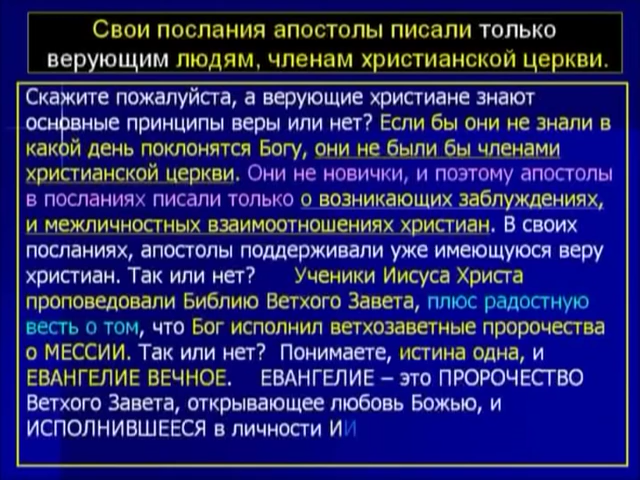 Свои послания апостолы писали только
верующим людям, членам христианской церкви.
Скажите пожалуйста, а верующие христиане знают
основные принципы веры или нет? Если бы они не знали в
какой день поклонятся Богу, они не были бы членами
христианской церкви. Они не новички, и поэтому апостолы
в посланиях писали только о возникающих заблуждениях,
и межличностных взаимоотношениях христиан. В своих
посланиях, апостолы поддерживали уже имеющуюся веру
христиан. Так или нет? Ученики Иисуса Христа
проповедовали Библию Ветхого Завета, плюс радостную
весть о том, что Бог исполнил ветхозаветные пророчества
о МЕССИИ. Так или нет? Понимаете, истина одна, и
ЕВАНГЕЛИЕ ВЕЧНОЕ. ЕВАНГЕЛИЕ – это ПРОРОЧЕСТВО
Ветхого Завета, открывающее любовь Божью, и
ИСПОЛНИВШЕЕСЯ в личности ИИ